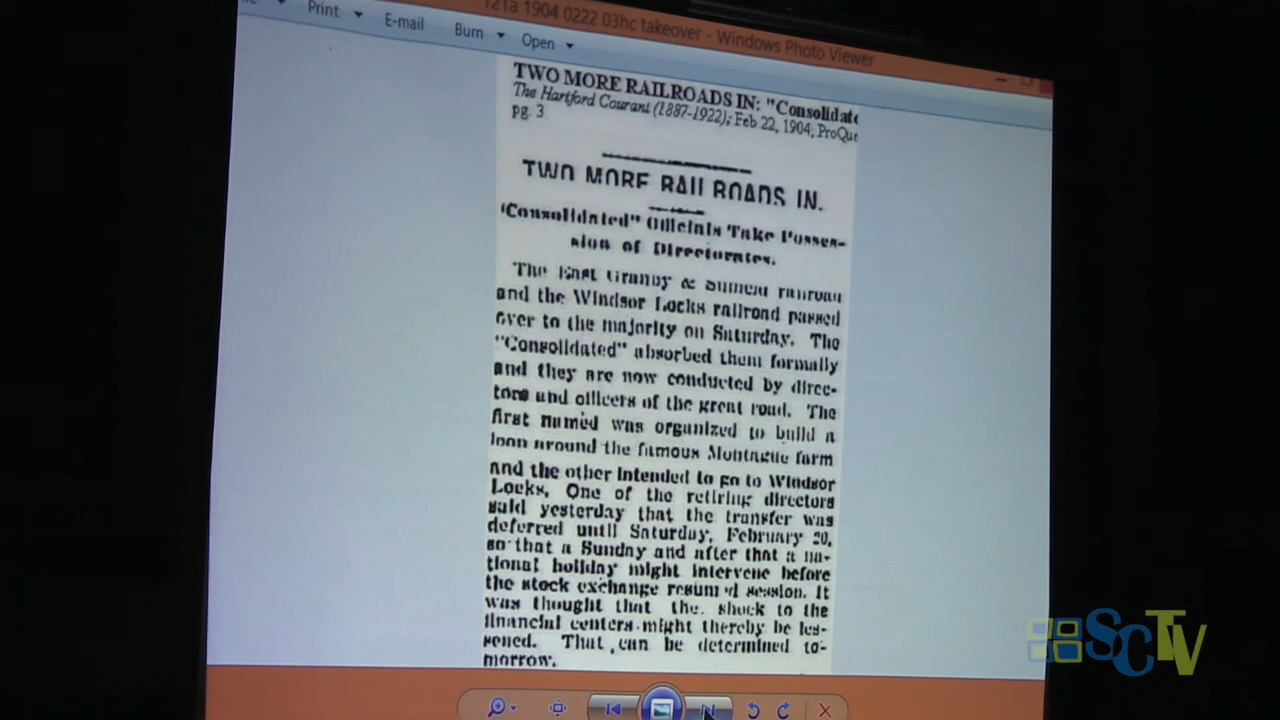 121a 1904 0222 03hc takeover - Windows Photo Viewer
Print E-mail Burn Open
TWO MORE RAILROADS IN: "Consolidate
The Hartford Courant (1887-1922); Feb 22, 1904; ProQue
pg. 3
TWO MORE RAILROADS IN.
"Consolidated" Officials Take Posses-
sion of Directorates.
The East Granby & Suffield railroad
and the Windsor Locks railroad passed
over to the majority on Saturday. The
"Consolidated" absorbed them formally
and they are now conducted by direc-
tors and officers of the great road. The
first named was organized to build a
loop around the famous Montague farm
and the other intended to go to Windsor
Locks. One of the retiring directors
said yesterday that the transfer was
deferred until Saturday, February 20,
so that a Sunday and after that a na-
tional holiday might intervene before
the stock exchange resumed session. It
was thought that the shock to the
financial centers might thereby be les-
sened. That can be determined to-
morrow.
SCTV